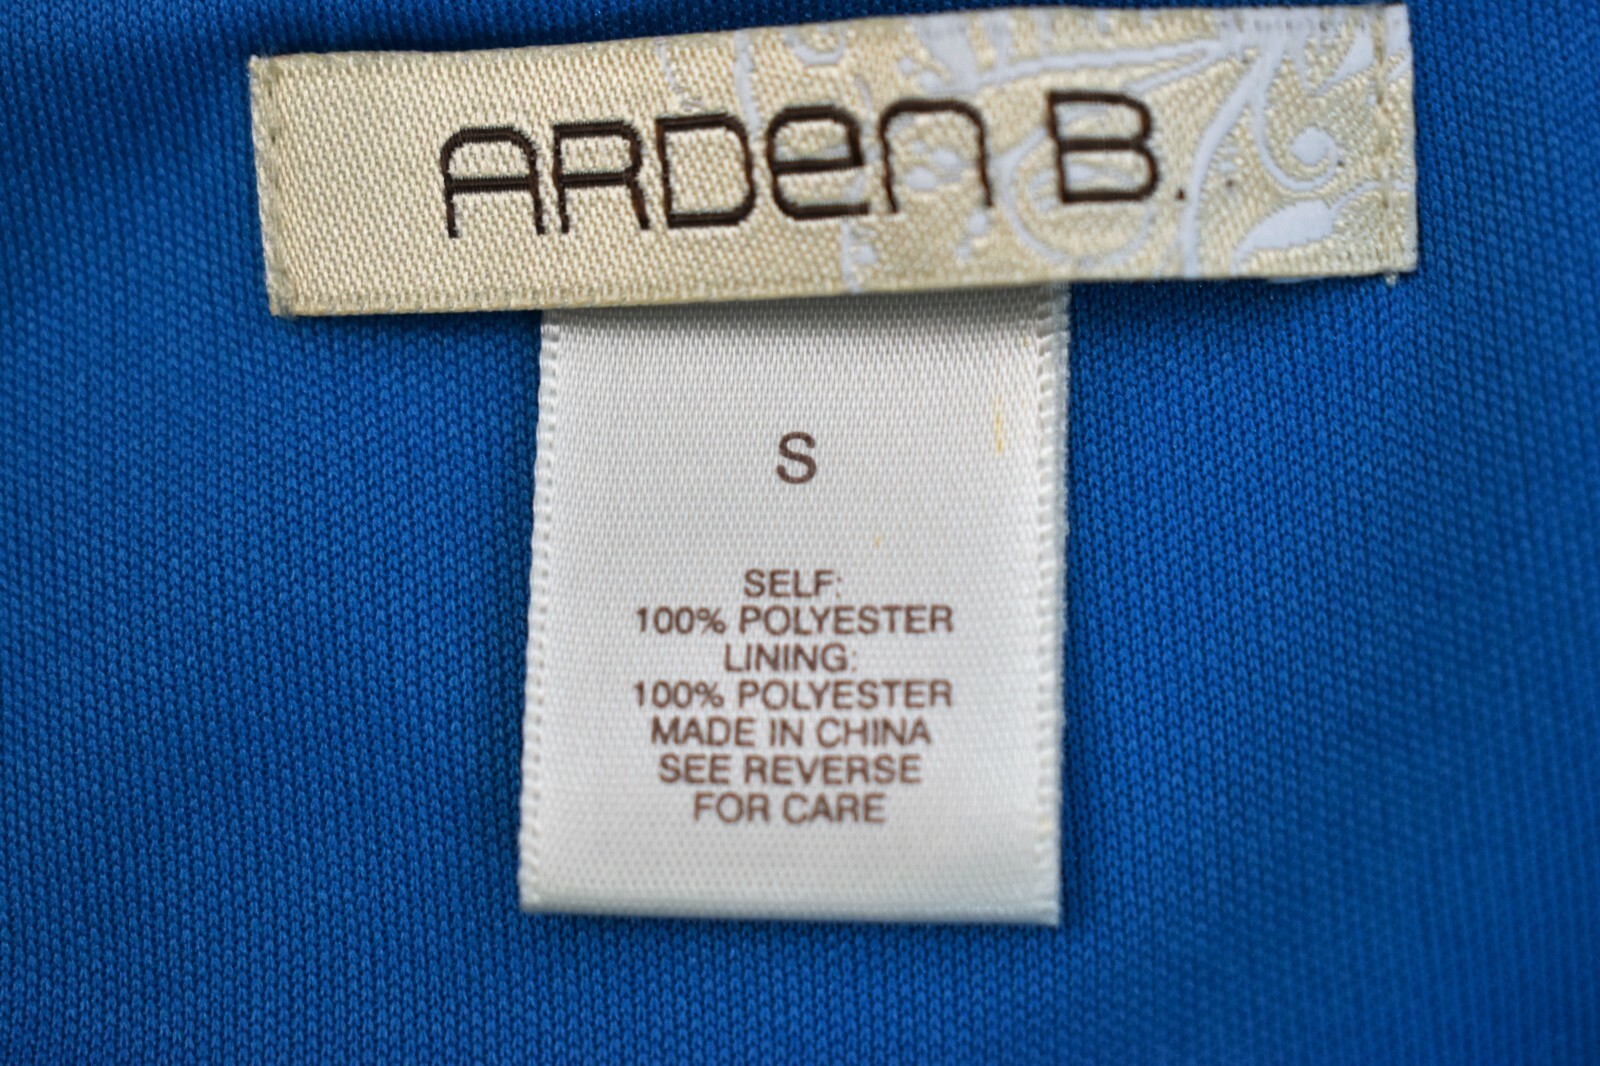 ARDen B.
S
SELF:
100% POLYESTER
LINING:
100% POLYESTER
MADE IN CHINA
SEE REVERSE
FOR CARE